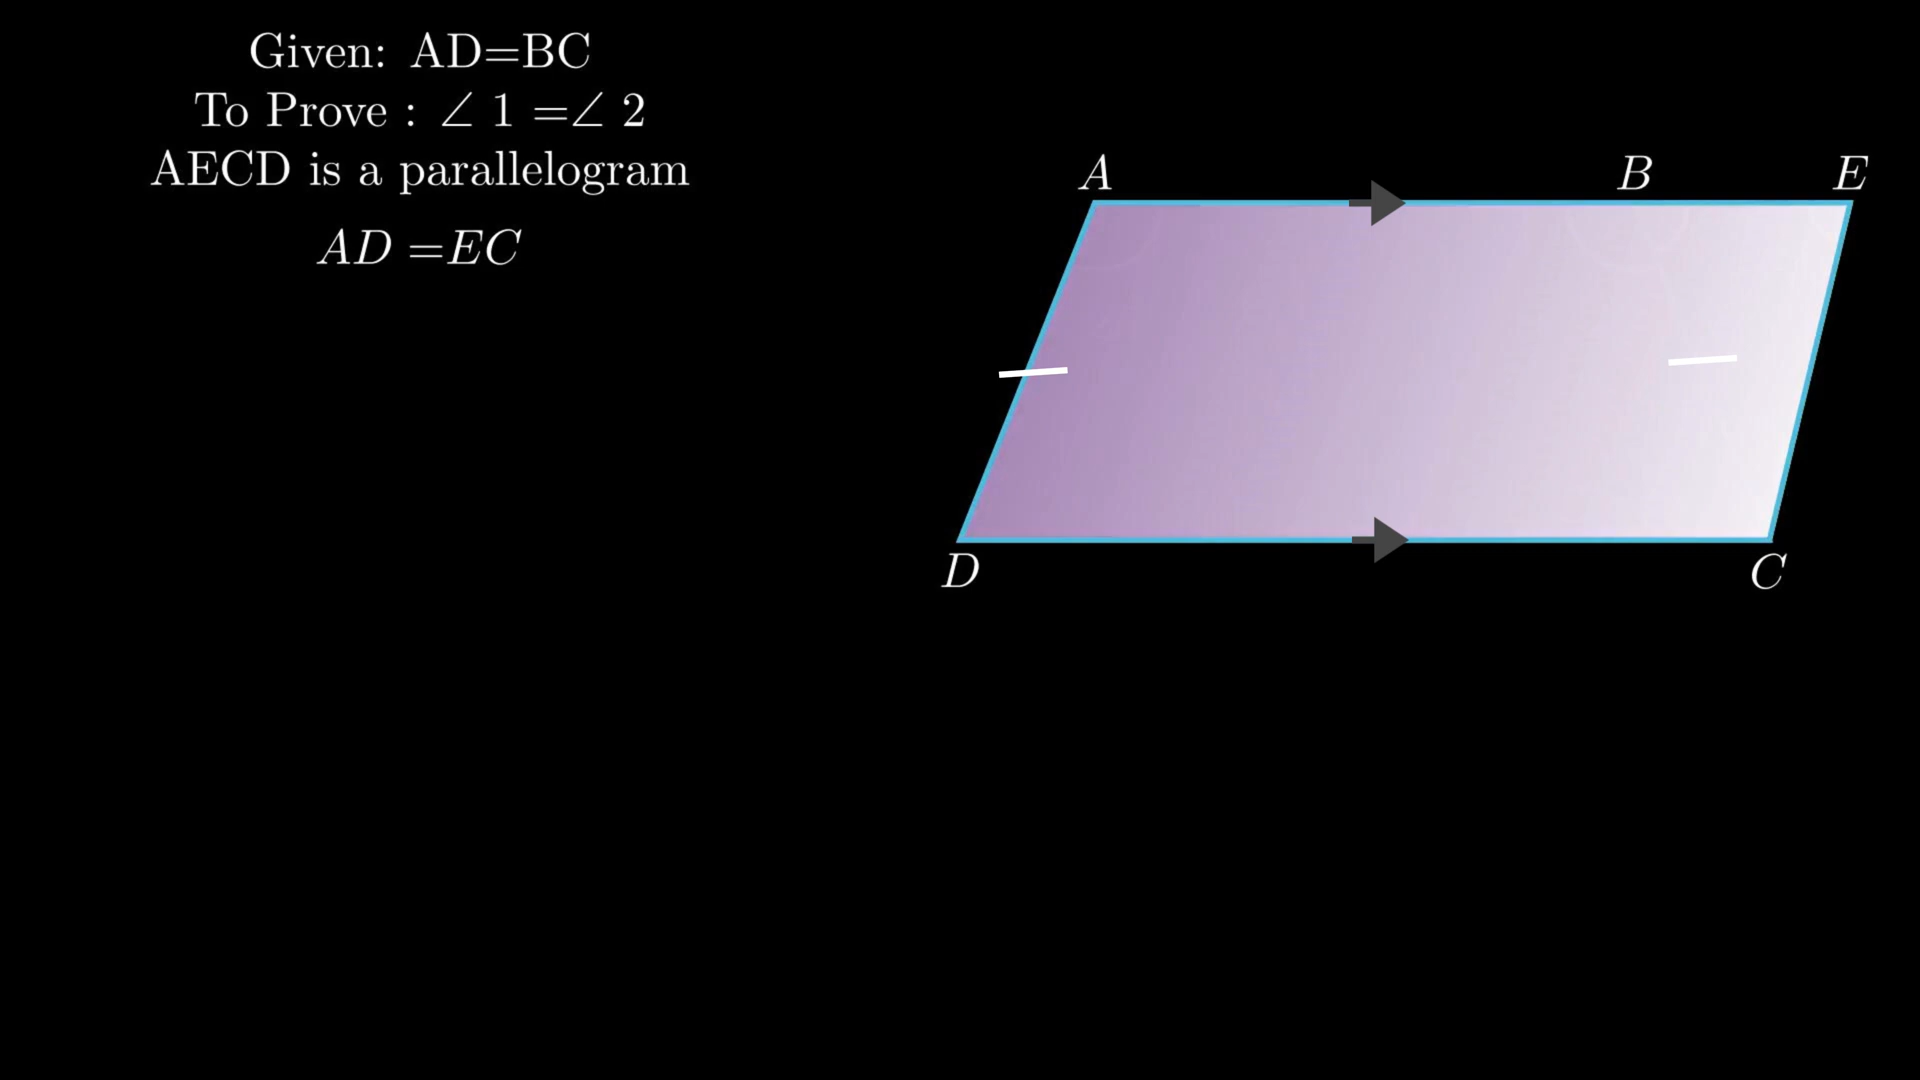 Given: AD=BC
To Prove : ∠ 1 =∠ 2
AECD is a parallelogram
AD =EC
A B E
D C